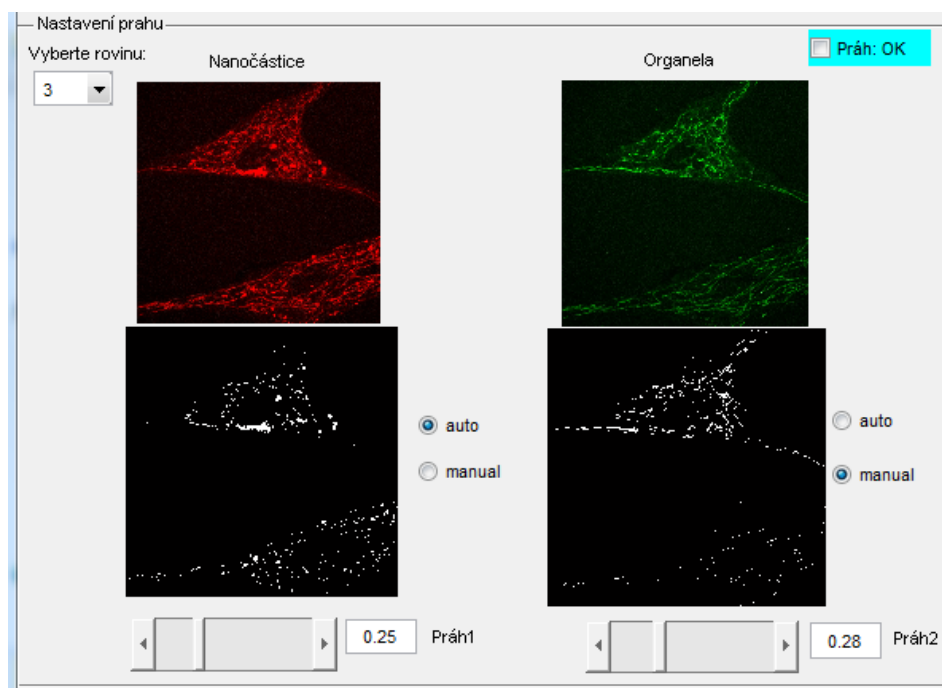 Nastavení prahu
Vyberte rovinu:
3
Nanočástice
Organela
Práh: OK
auto
manual
auto
manual
0.25
Práh1
0.28
Práh2